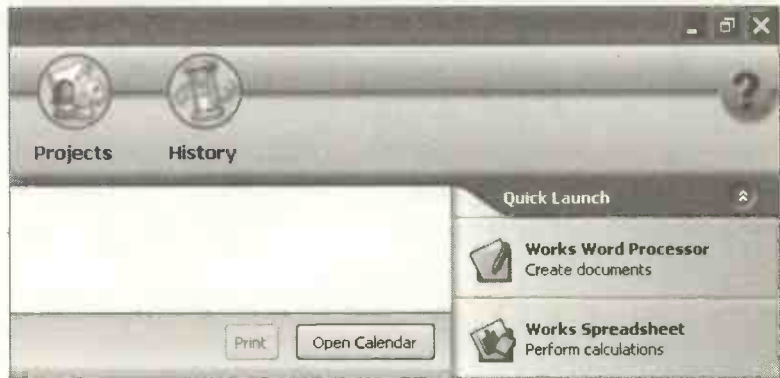 Projects History
?
Quick Launch
Works Word Processor
Create documents
Works Spreadsheet
Perform calculations
Print Open Calendar